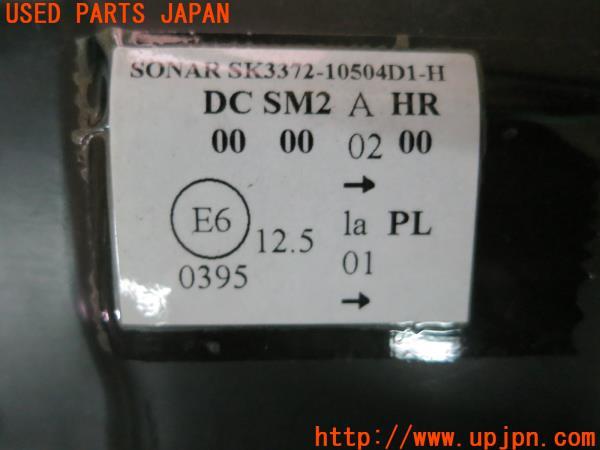 USED PARTS JAPAN
SONAR SK3372-10504D1-H
DC SM2 A HR
00 00 02 00
→
E6 12.5 la PL
0395 01
→
http://www.upjpn.com/